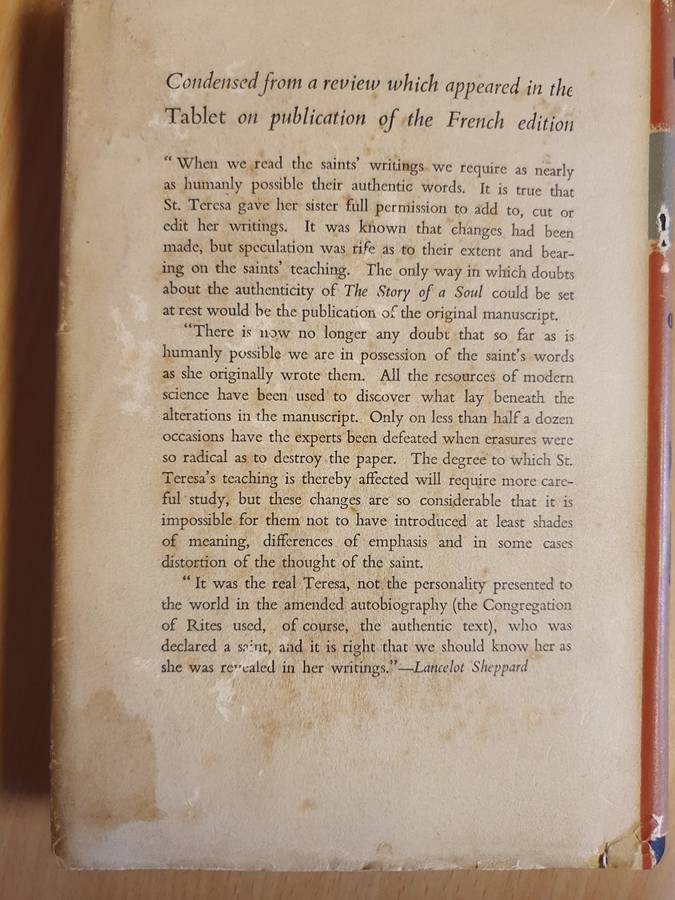 Condensed from a review which appeared in the
Tablet on publication of the French edition
“When we read the saints’ writings we require as nearly
as humanly possible their authentic words. It is true that
St. Teresa gave her sister full permission to add to, cut or
edit her writings. It was known that changes had been
made, but speculation was rife as to their extent and bear-
ing on the saints’ teaching. The only way in which doubts
about the authenticity of The Story of a Soul could be set
at rest would be the publication of the original manuscript.
“There is now no longer any doubt that so far as is
humanly possible we are in possession of the saint’s words
as she originally wrote them. All the resources of modern
science have been used to discover what lay beneath the
alterations in the manuscript. Only on less than half a dozen
occasions have the experts been defeated when erasures were
so radical as to destroy the paper. The degree to which St.
Teresa’s teaching is thereby affected will require more care-
ful study, but these changes are so considerable that it is
impossible for them not to have introduced at least shades
of meaning, differences of emphasis and in some cases
distortion of the thought of the saint.
“It was the real Teresa, not the personality presented to
the world in the amended autobiography (the Congregation
of Rites used, of course, the authentic text), who was
declared a saint, and it is right that we should know her as
she was revealed in her writings.”—Lancelot Sheppard